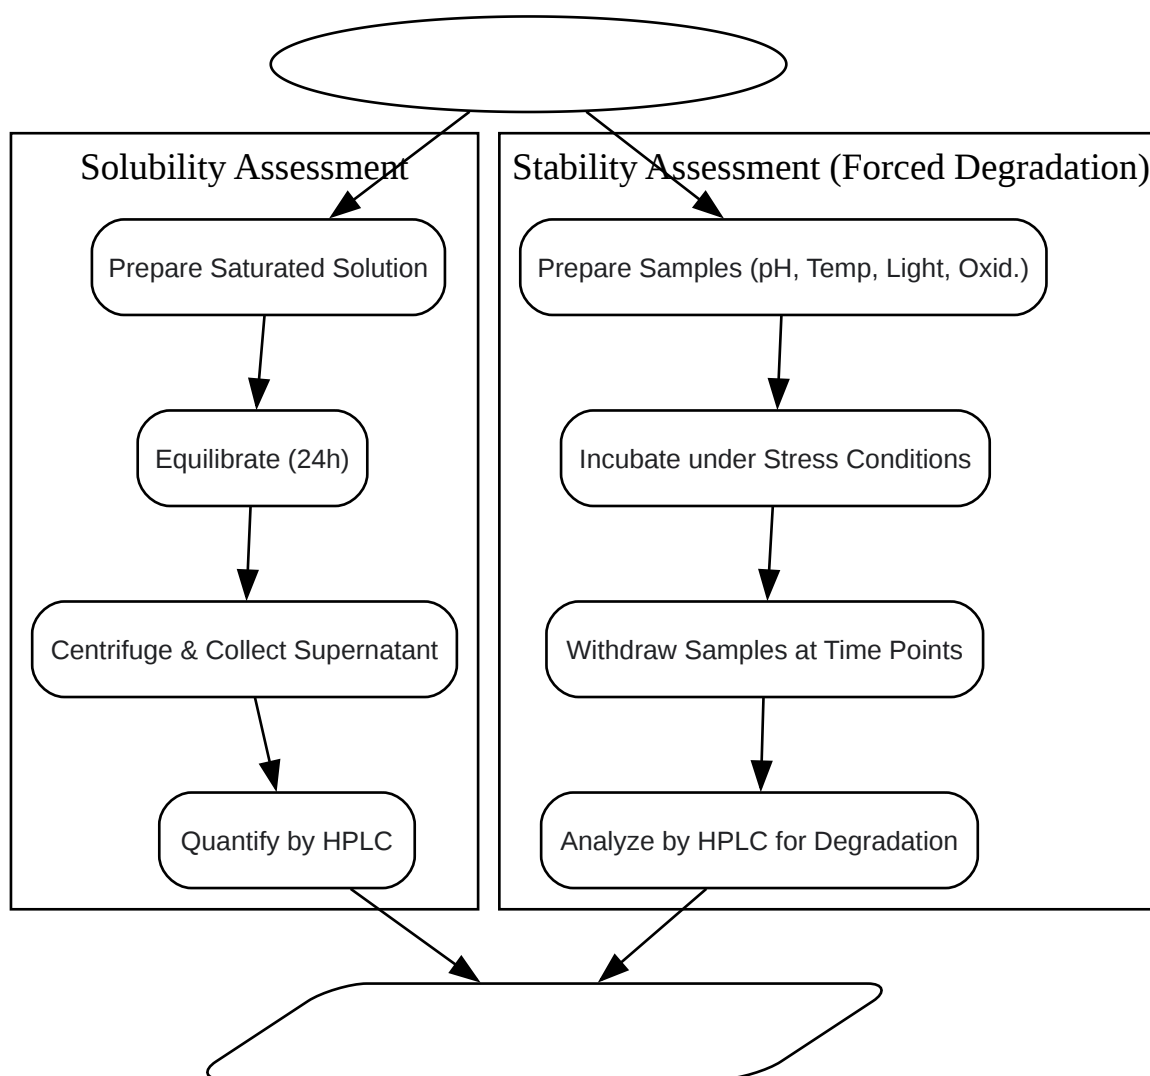 Solubility Assessment
Prepare Saturated Solution
Equilibrate (24h)
Centrifuge & Collect Supernatant
Quantify by HPLC
Stability Assessment (Forced Degradation)
Prepare Samples (pH, Temp, Light, Oxid.)
Incubate under Stress Conditions
Withdraw Samples at Time Points
Analyze by HPLC for Degradation